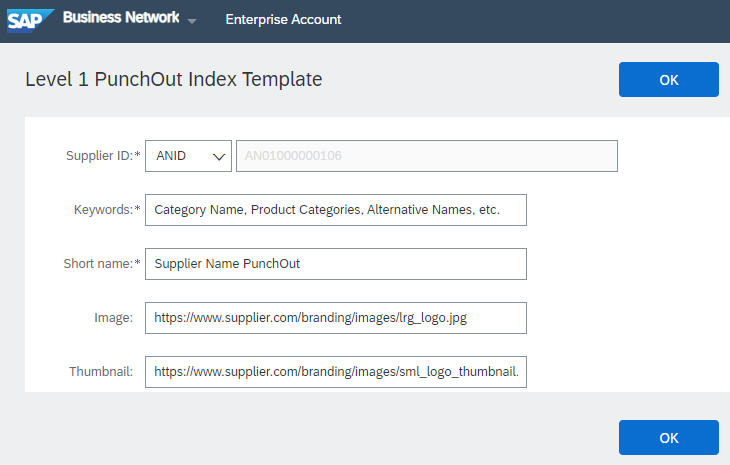 SAP Business Network Enterprise Account
Level 1 PunchOut Index Template OK
Supplier ID:* ANID AN01000000106
Keywords:* Category Name, Product Categories, Alternative Names, etc.
Short name:* Supplier Name PunchOut
Image: https://www.supplier.com/branding/images/lrg_logo.jpg
Thumbnail: https://www.supplier.com/branding/images/sml_logo_thumbnail.
OK